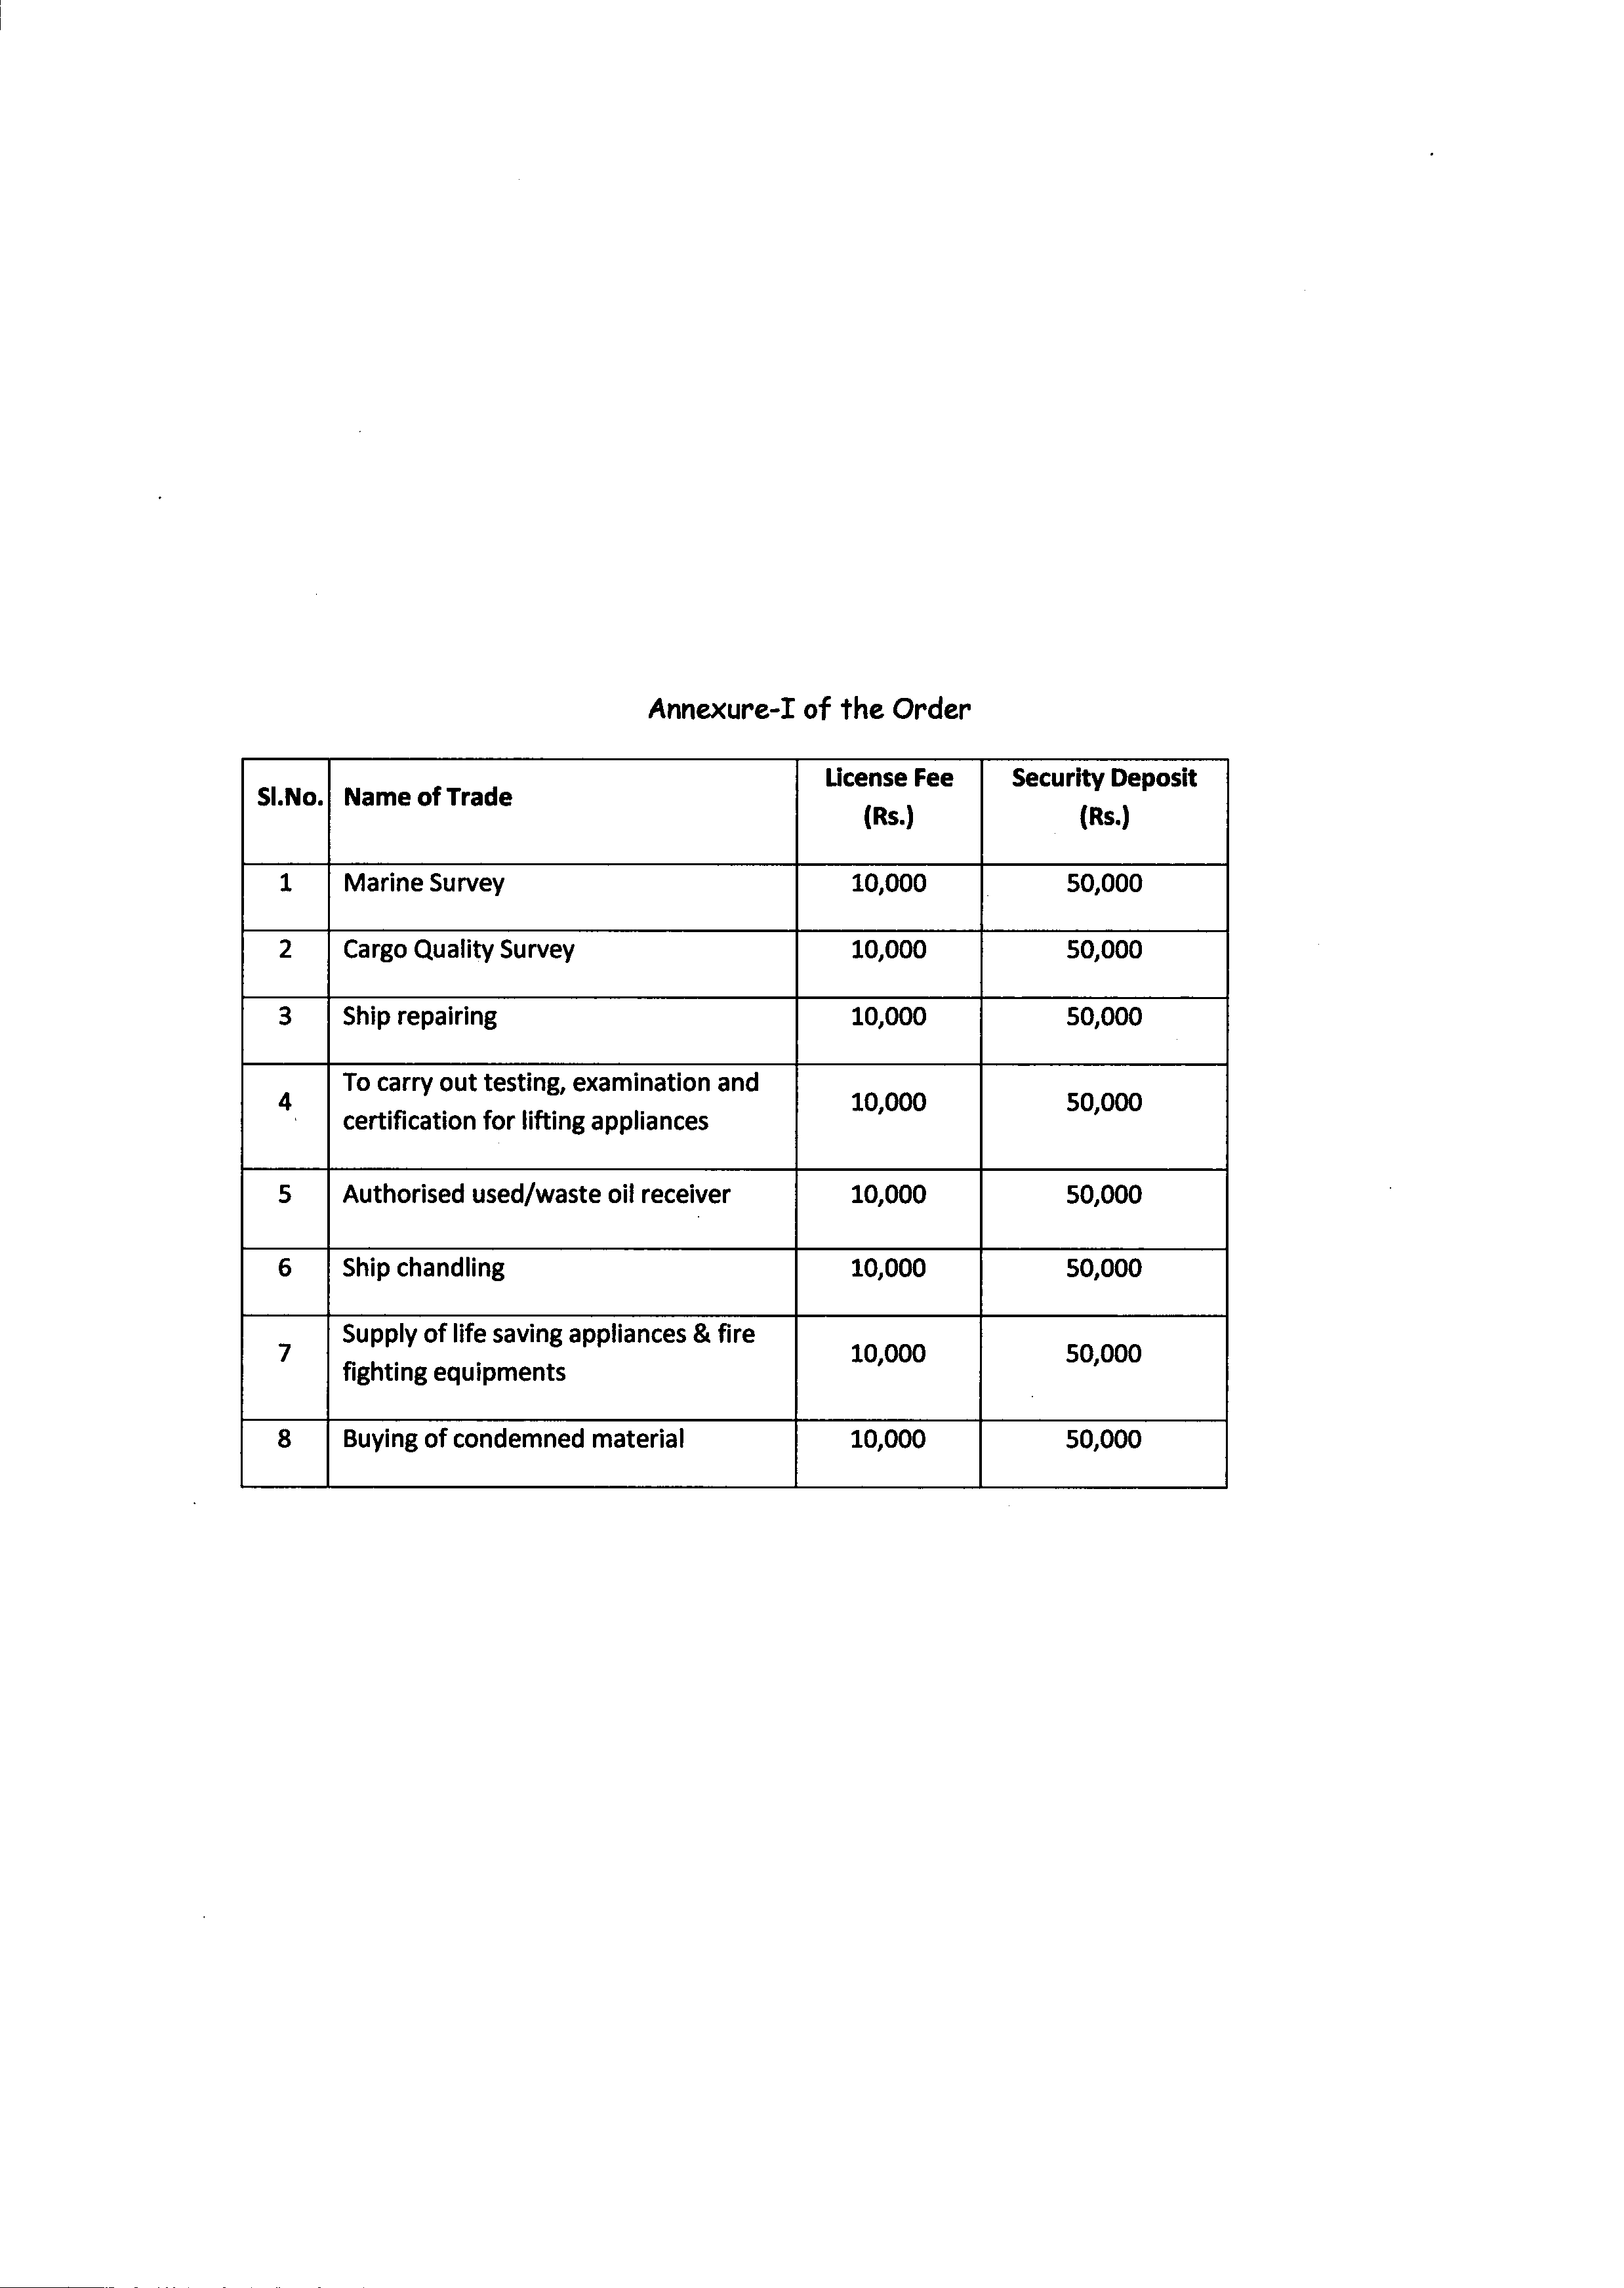 Annexure-I of the Order
Sl.No. Name of Trade License Fee (Rs.) Security Deposit (Rs.)
1 Marine Survey 10,000 50,000
2 Cargo Quality Survey 10,000 50,000
3 Ship repairing 10,000 50,000
4 To carry out testing, examination and
certification for lifting appliances 10,000 50,000
5 Authorised used/waste oil receiver 10,000 50,000
6 Ship chandling 10,000 50,000
7 Supply of life saving appliances & fire
fighting equipments 10,000 50,000
8 Buying of condemned material 10,000 50,000